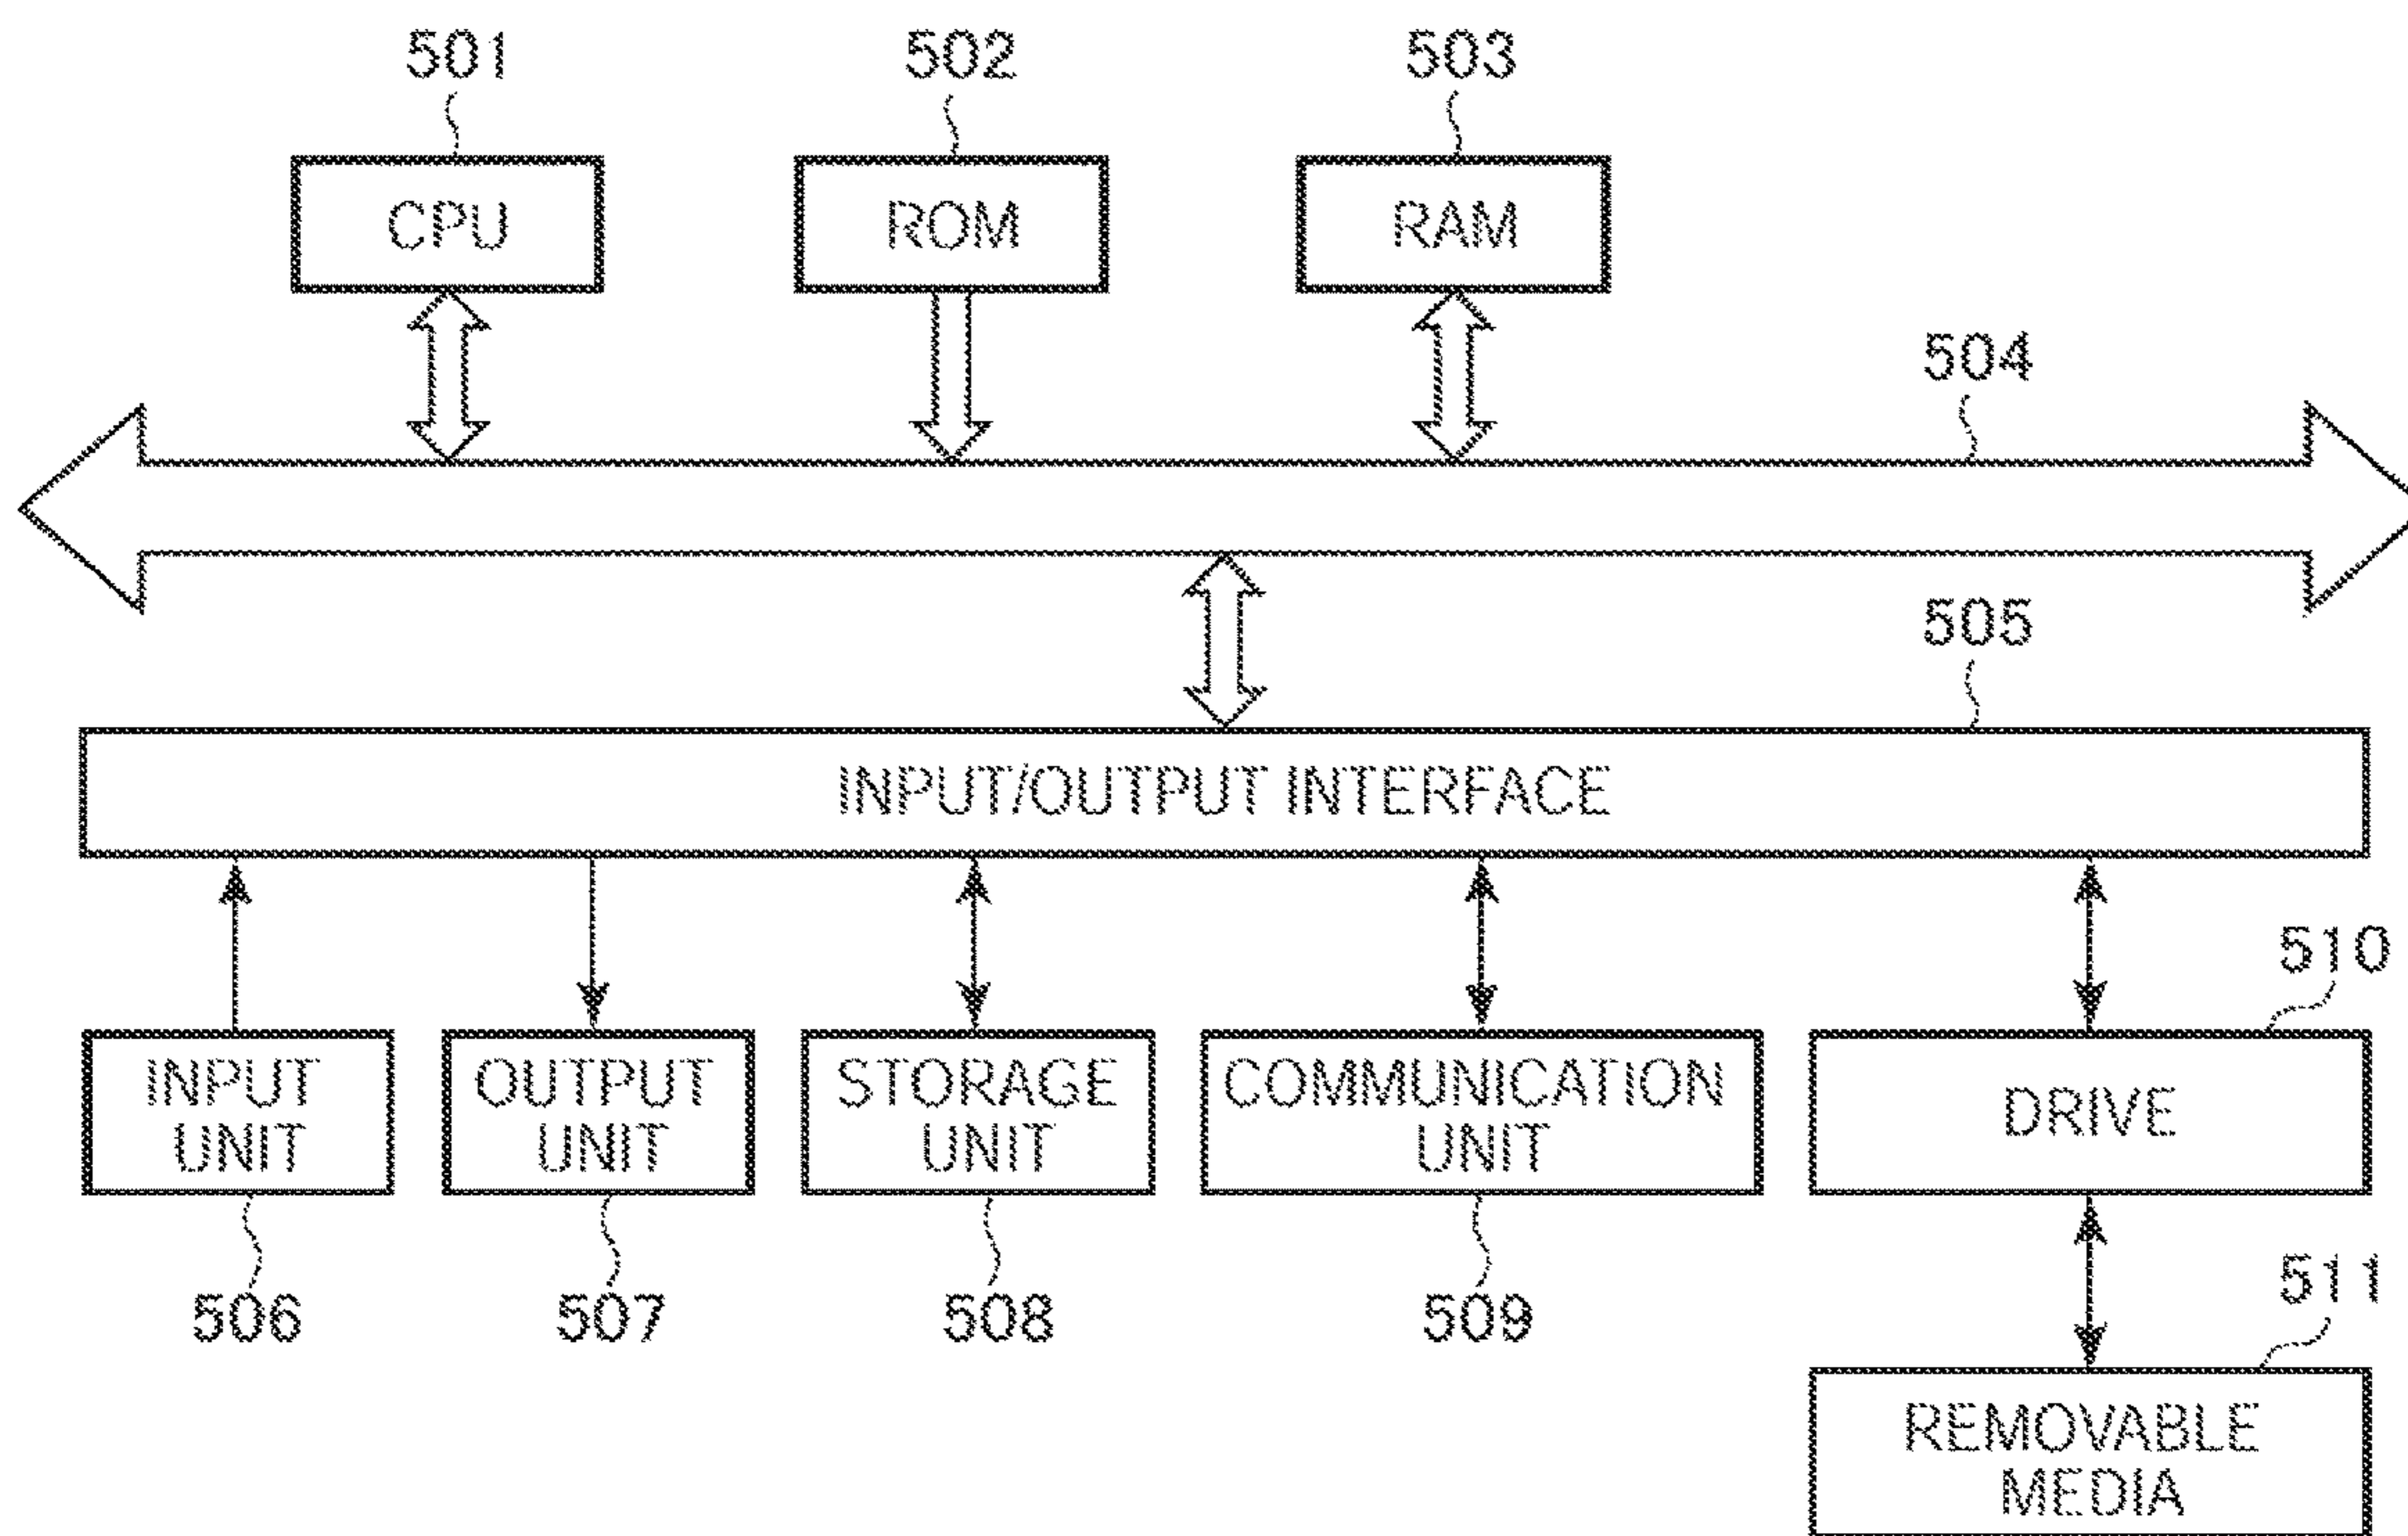 501
502
503
CPU
ROM
RAM
504
505
INPUT/OUTPUT INTERFACE
510
INPUT
UNIT
OUTPUT
UNIT
STORAGE
UNIT
COMMUNICATION
UNIT
DRIVE
506
507
508
509
511
REMOVABLE
MEDIA